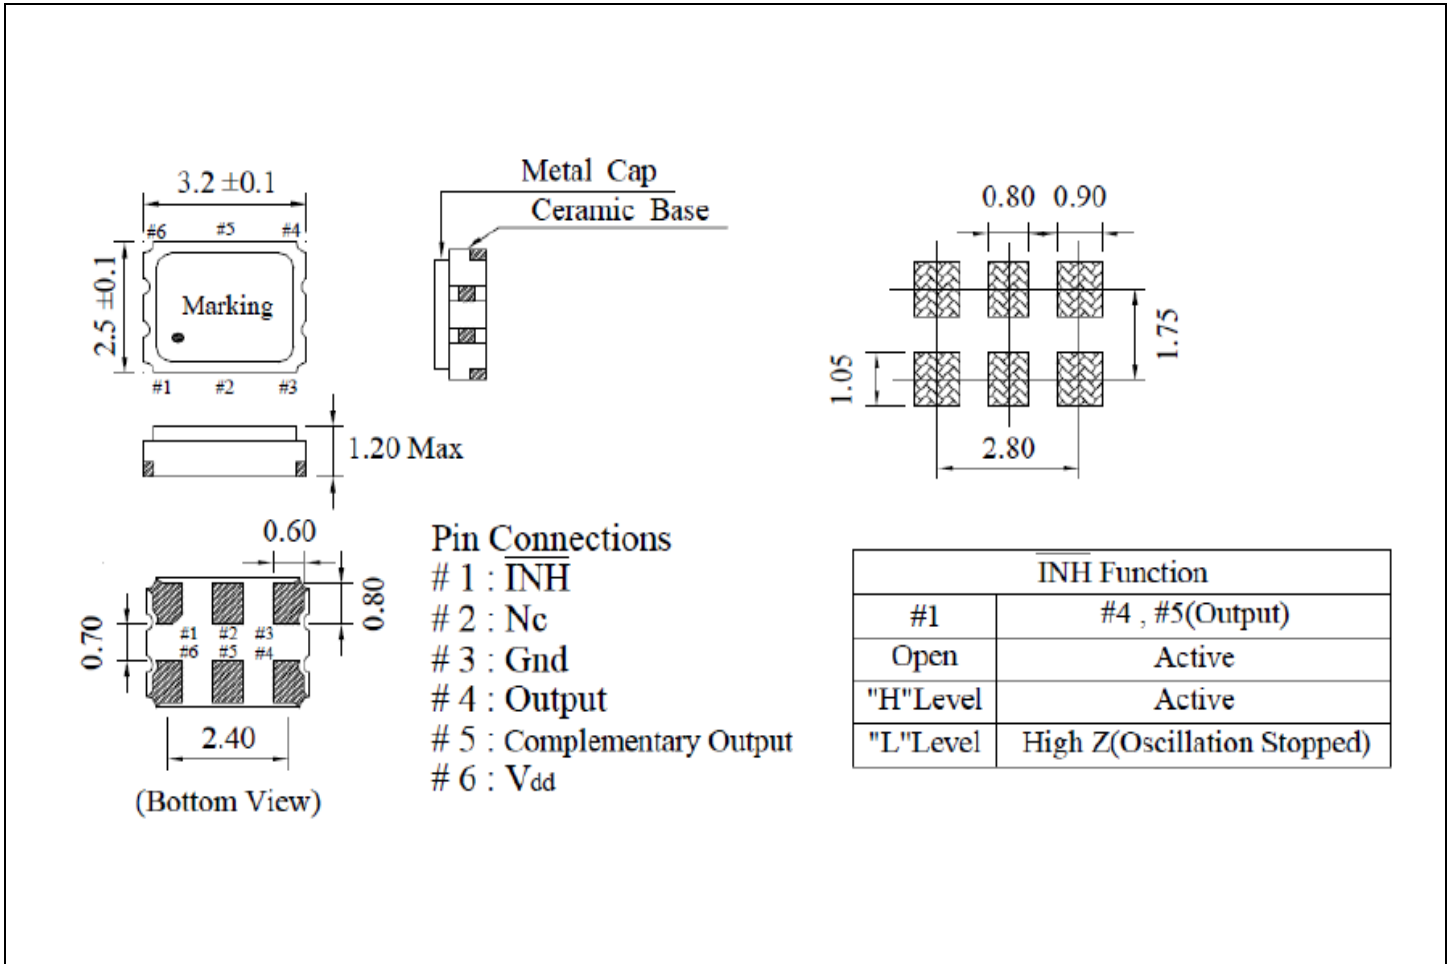 3.2 ±0.1
#6 #5 #4
2.5 ±0.1
Marking
#1 #2 #3
Metal Cap
Ceramic Base
0.80 0.90
1.75
1.05
2.80
1.20 Max
0.60
0.80
0.70
#1 #2 #3
#6 #5 #4
2.40
(Bottom View)
Pin Connections
# 1 : I̅N̅H̅
# 2 : Nc
# 3 : Gnd
# 4 : Output
# 5 : Complementary Output
# 6 : Vdd
I̅N̅H̅ Function
#1 #4 , #5(Output)
Open Active
"H"Level Active
"L"Level High Z(Oscillation Stopped)